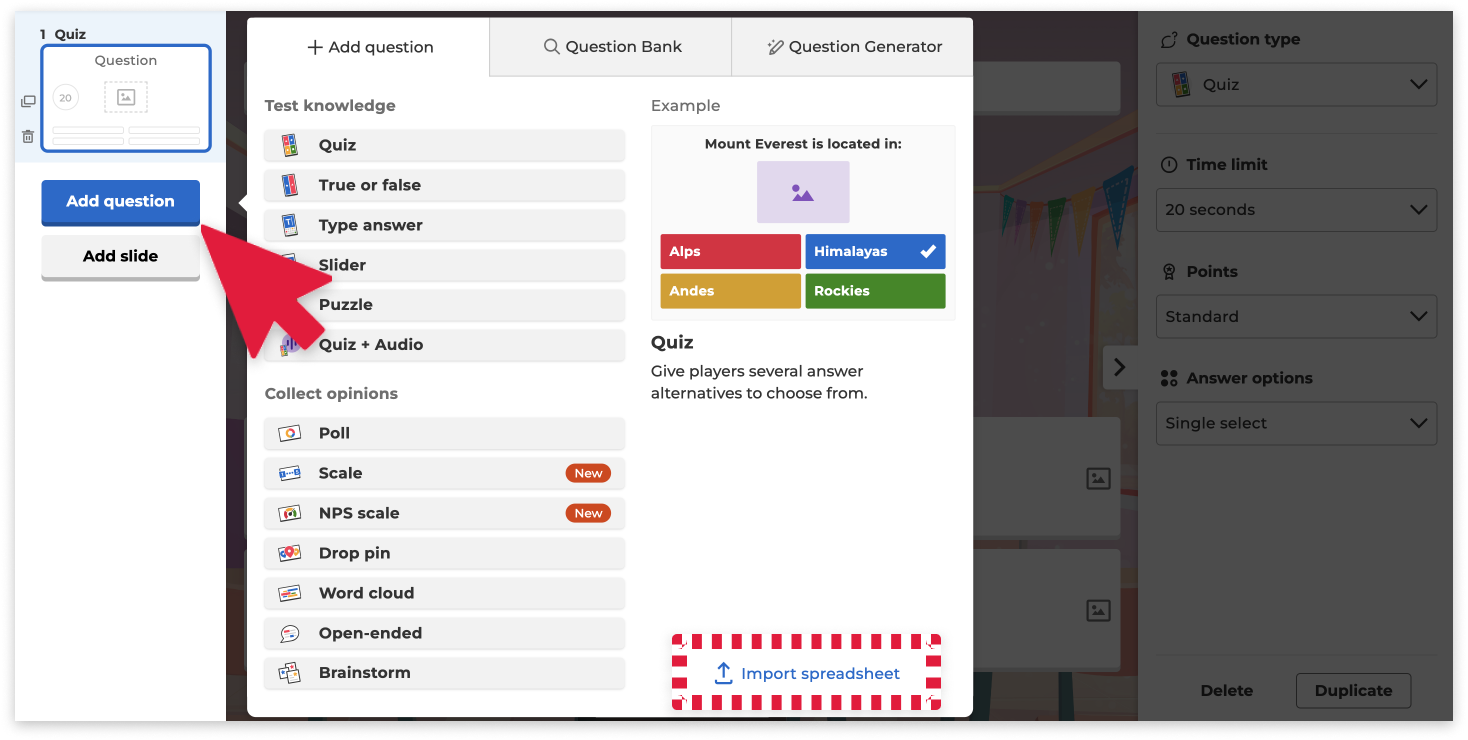 1 Quiz
Question
20
Add question
Add slide
Add question
Question Bank
Question Generator
Test knowledge
Quiz
True or false
Type answer
Slider
Puzzle
Quiz + Audio
Collect opinions
Poll
Scale
New
NPS scale
New
Drop pin
Word cloud
Open-ended
Brainstorm
Example
Mount Everest is located in:
Alps
Himalayas
Andes
Rockies
Quiz
Give players several answer
alternatives to choose from.
Import spreadsheet
Question type
Quiz
Time limit
20 seconds
Points
Standard
Answer options
Single select
Delete
Duplicate